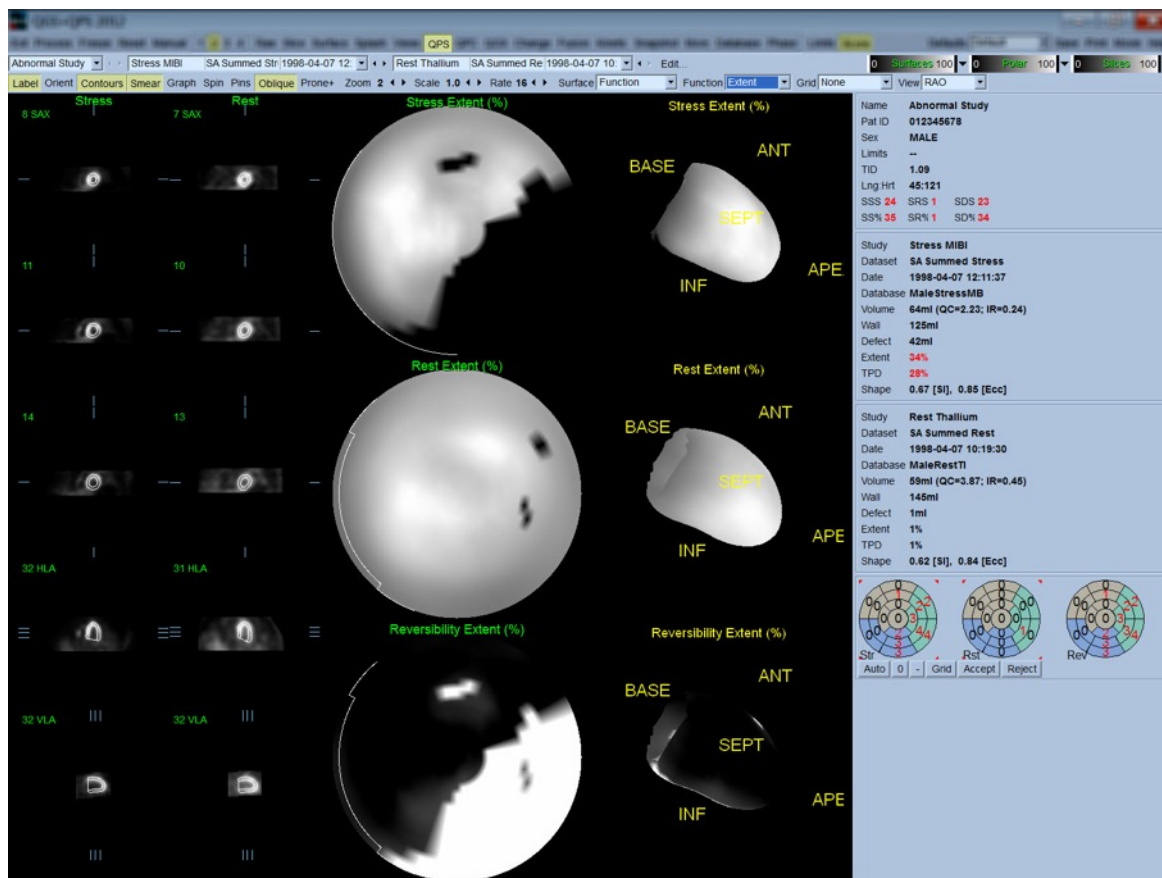 QGS+QPS 2012
QPS
Abnormal Study Stress MIBI SA Summed Str 1998-04-07 12: Rest Thallium SA Summed Re 1998-04-07 10: Edit... 0 Surfaces 100 0 Polar 100 0 Slices 100
Label Orient Contours Smear Graph Spin Pins Oblique Prone+ Zoom 2 Scale 1.0 Rate 16 Surface Function Function Extent Grid None View RAO
Stress Rest
8 SAX 7 SAX
11 10
14 13
32 HLA 31 HLA
32 VLA 32 VLA
Stress Extent (%)
Rest Extent (%)
Reversibility Extent (%)
Stress Extent (%)
ANT
BASE
SEPT
APE
INF
Rest Extent (%)
ANT
BASE
SEPT
APE
INF
Reversibility Extent (%)
ANT
BASE
SEPT
APE
INF
Name Abnormal Study
Pat ID 012345678
Sex MALE
Limits --
TID 1.09
Lng:Hrt 45:121
SSS 24 SRS 1 SDS 23
SS% 35 SR% 1 SD% 34
Study Stress MIBI
Dataset SA Summed Stress
Date 1998-04-07 12:11:37
Database MaleStressMB
Volume 64ml (QC=2.23; IR=0.24)
Wall 125ml
Defect 42ml
Extent 34%
TPD 28%
Shape 0.67 [SI], 0.85 [Ecc]
Study Rest Thallium
Dataset SA Summed Rest
Date 1998-04-07 10:19:30
Database MaleRestTl
Volume 59ml (QC=3.87; IR=0.45)
Wall 145ml
Defect 1ml
Extent 1%
TPD 1%
Shape 0.62 [SI], 0.84 [Ecc]
Str Rst Rev
Auto 0 - Grid Accept Reject